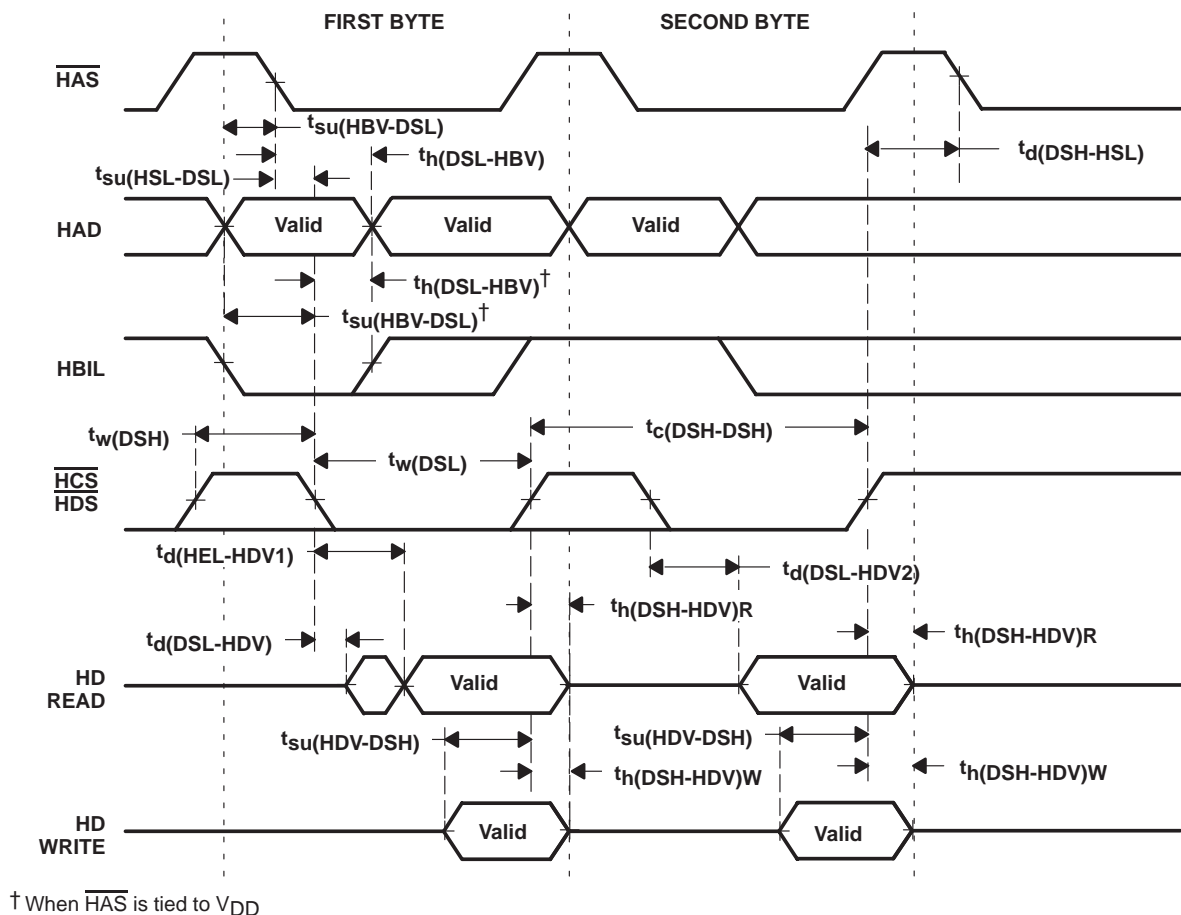 FIRST BYTE SECOND BYTE
HAS
tsu(HBV-DSL)
th(DSL-HBV)
td(DSH-HSL)
tsu(HSL-DSL)
HAD Valid Valid Valid
th(DSL-HBV)†
tsu(HBV-DSL)†
HBIL
tw(DSH) tc(DSH-DSH)
tw(DSL)
HCS
HDS
td(HEL-HDV1)
td(DSL-HDV2)
th(DSH-HDV)R
td(DSL-HDV) th(DSH-HDV)R
HD
READ
Valid Valid
tsu(HDV-DSH) tsu(HDV-DSH)
th(DSH-HDV)W th(DSH-HDV)W
HD
WRITE
Valid Valid
† When HAS is tied to VDD